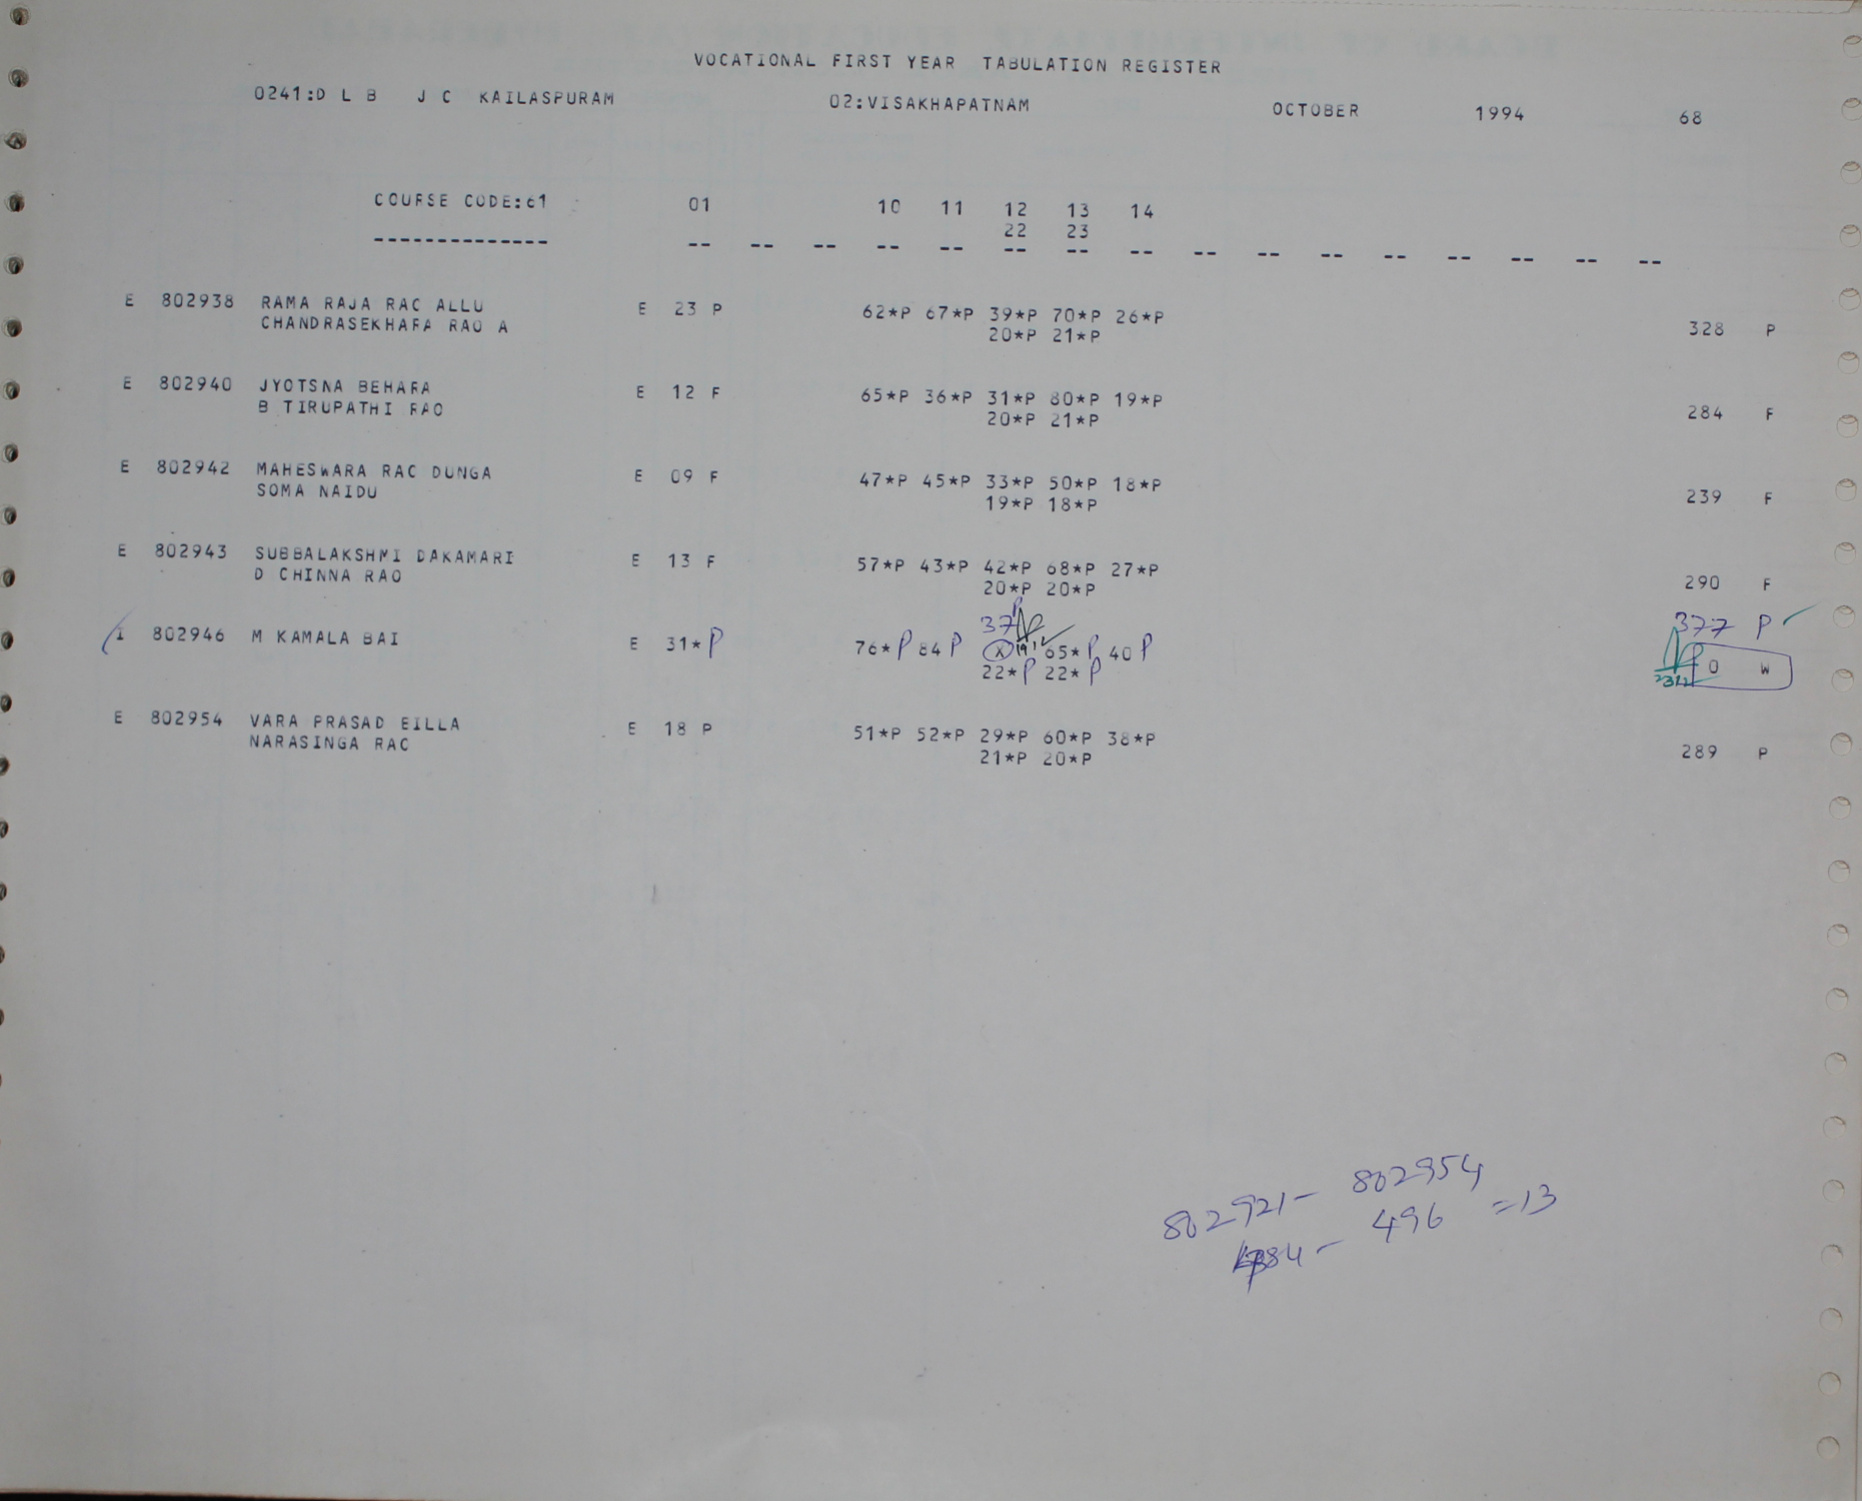 VOCATIONAL FIRST YEAR TABULATION REGISTER
0241:D L B J C KAILASPURAM 02:VISAKHAPATNAM OCTOBER 1994 68
COURSE CODE:61 01 10 11 12 13 14
22 23
-------------- -- -- -- -- -- -- -- -- -- -- -- -- -- -- -- --
E 802938 RAMA RAJA RAO ALLU E 23 P 62*P 67*P 39*P 70*P 26*P
CHANDRASEKHARA RAO A 20*P 21*P 328 P
E 802940 JYOTSNA BEHARA E 12 F 65*P 36*P 31*P 80*P 19*P
B TIRUPATHI RAO 20*P 21*P 284 F
E 802942 MAHESWARA RAO DUNGA E 09 F 47*P 45*P 33*P 50*P 18*P
SOMA NAIDU 19*P 18*P 239 F
E 802943 SUBBALAKSHMI DAKAMARI E 13 F 57*P 43*P 42*P 68*P 27*P
D CHINNA RAO 20*P 20*P 290 F
37 P 377 P
I 802946 M KAMALA BAI E 31*P 76*P 84 P X 65*P 40 P
22*P 22*P 0 W
E 802954 VARA PRASAD EILLA E 18 P 51*P 52*P 29*P 60*P 38*P
NARASINGA RAO 21*P 20*P 289 P
802921- 802954
484 - 496 =13